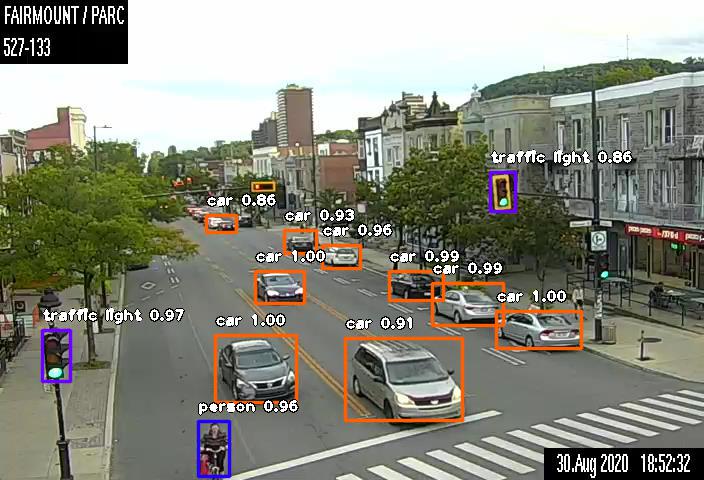 FAIRMOUNT / PARC
527-133
traffic light 0.86
car 0.86
car 0.93
car 0.96
car 1.00
car 0.99
car 0.99
car 1.00
traffic light 0.97
car 1.00
car 0.91
person 0.96
30.Aug 2020 18:52:32